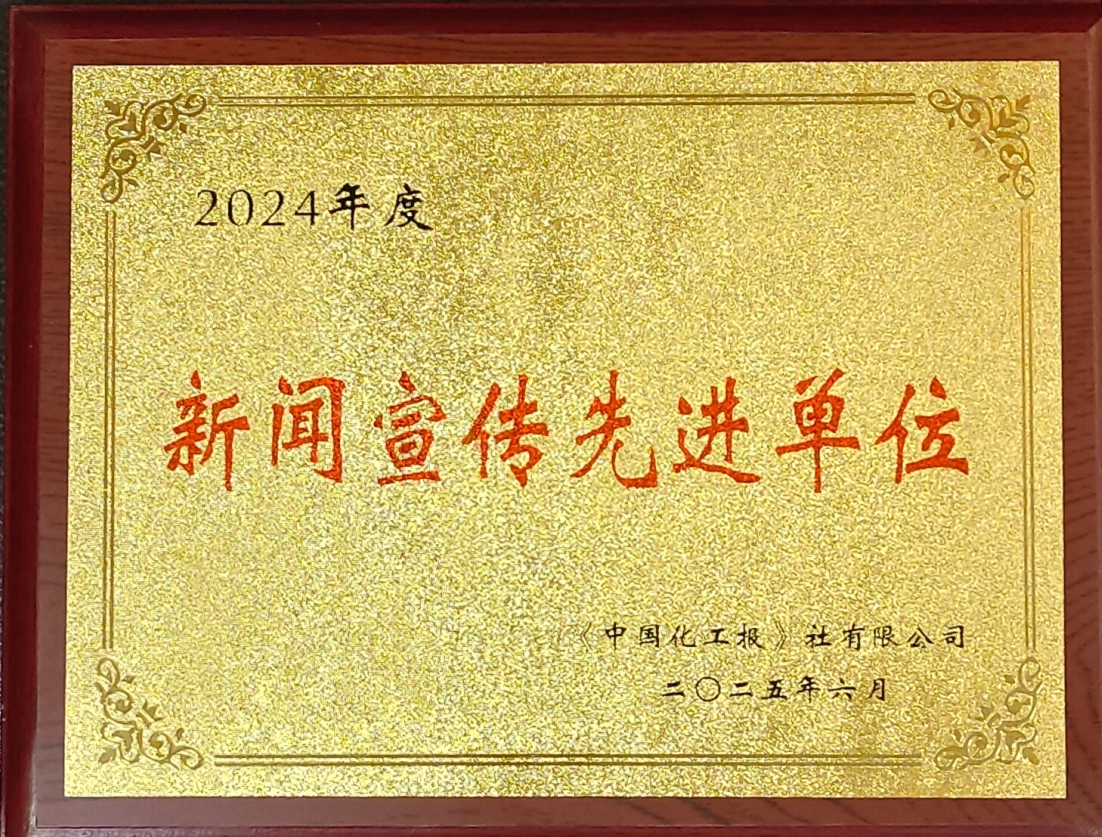 2024年度
新闻宣传先进单位
《中国化工报》社有限公司
二〇二五年六月